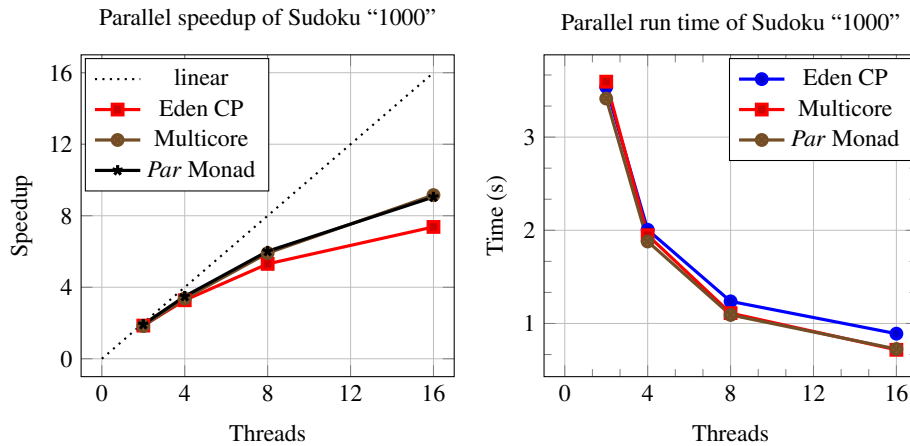 Parallel speedup of Sudoku “1000”
16
12
8
4
0
0 4 8 12 16
Speedup
Threads
linear
Eden CP
Multicore
Par Monad
Parallel run time of Sudoku “1000”
3
2
1
0 4 8 12 16
Time (s)
Threads
Eden CP
Multicore
Par Monad